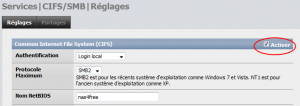 Services|CIFS/SMB|Réglages
Réglages Partages
Common Internet File System (CIFS) Activer
Authentification Login local
Protocole Maximum SMB2
SMB2 est pour les récents système d'exploitation comme Windows 7 et Vista. NT1 est pour
l'ancien système d'exploitation comme XP.
Nom NetBIOS nas4free